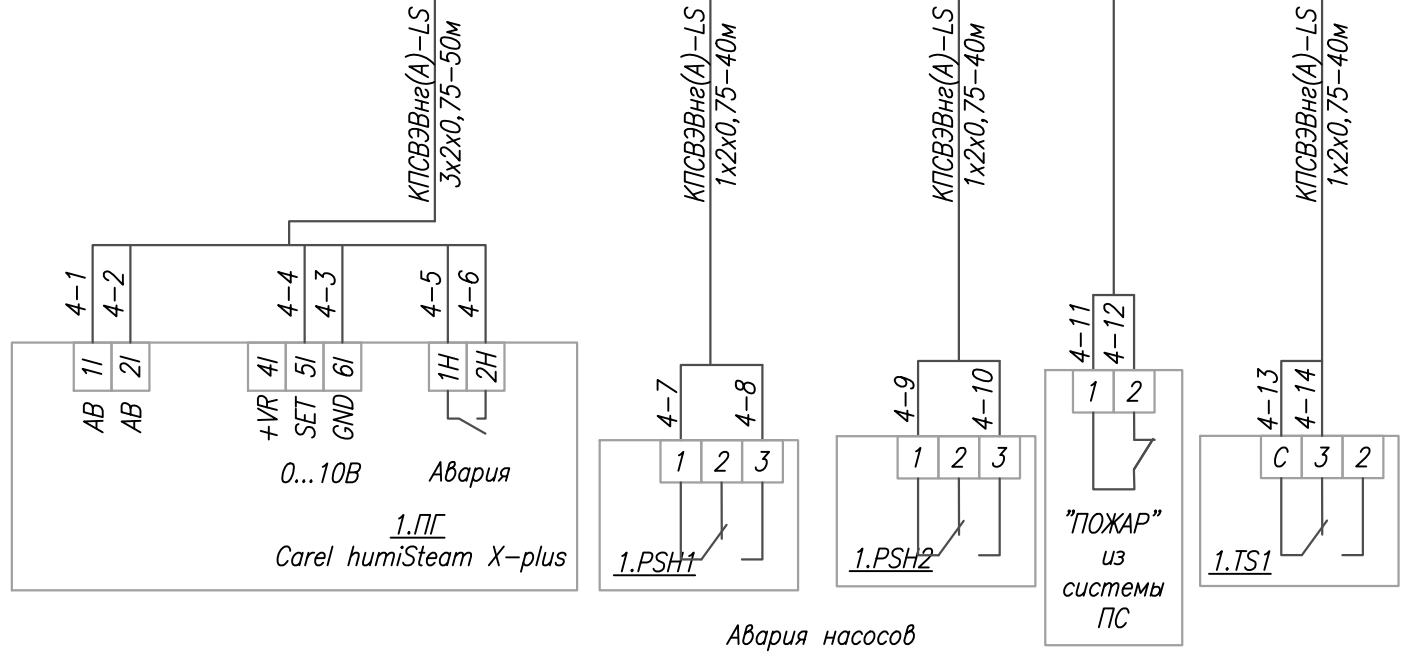 КПСВЭВнг(А)-LS
3х2х0,75-50м
КПСВЭВнг(А)-LS
1х2х0,75-40м
КПСВЭВнг(А)-LS
1х2х0,75-40м
КПСВЭВнг(А)-LS
1х2х0,75-40м
4-1
4-2
4-4
4-3
4-5
4-6
1I
2I
4I
5I
6I
1H
2H
AB
AB
+VR
SET
GND
0...10В
Авария
1.ПГ
Carel humiSteam X-plus
4-7
4-8
1 2 3
1.PSH1
4-9
4-10
1 2 3
1.PSH2
4-11
4-12
1 2
"ПОЖАР"
из
системы
ПС
4-13
4-14
C 3 2
1.TS1
Авария насосов